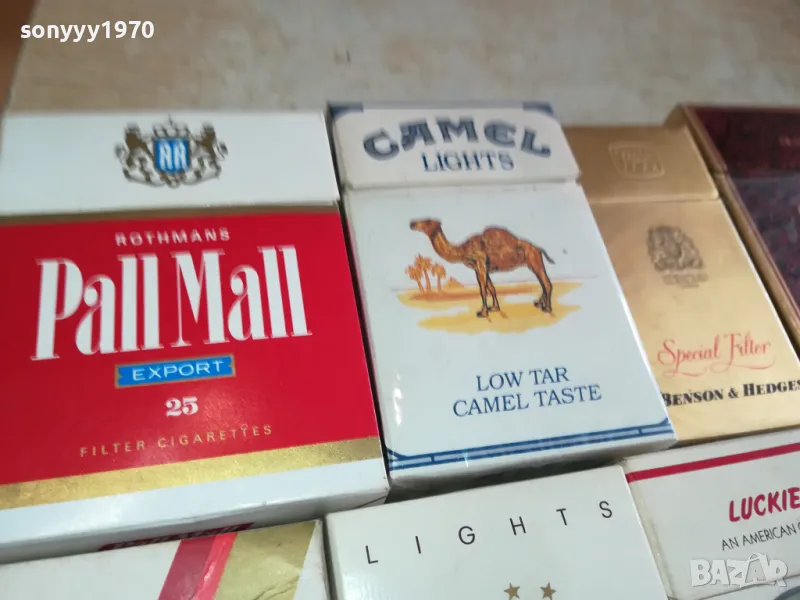 sonyyy1970
RR
ROTHMANS
Pall Mall
EXPORT
25
FILTER CIGARETTES
CAMEL
LIGHTS
LOW TAR
CAMEL TASTE
Special Filter
BENSON & HEDGES
LIGHTS
LUCKIE
AN AMERICAN
BAZAR